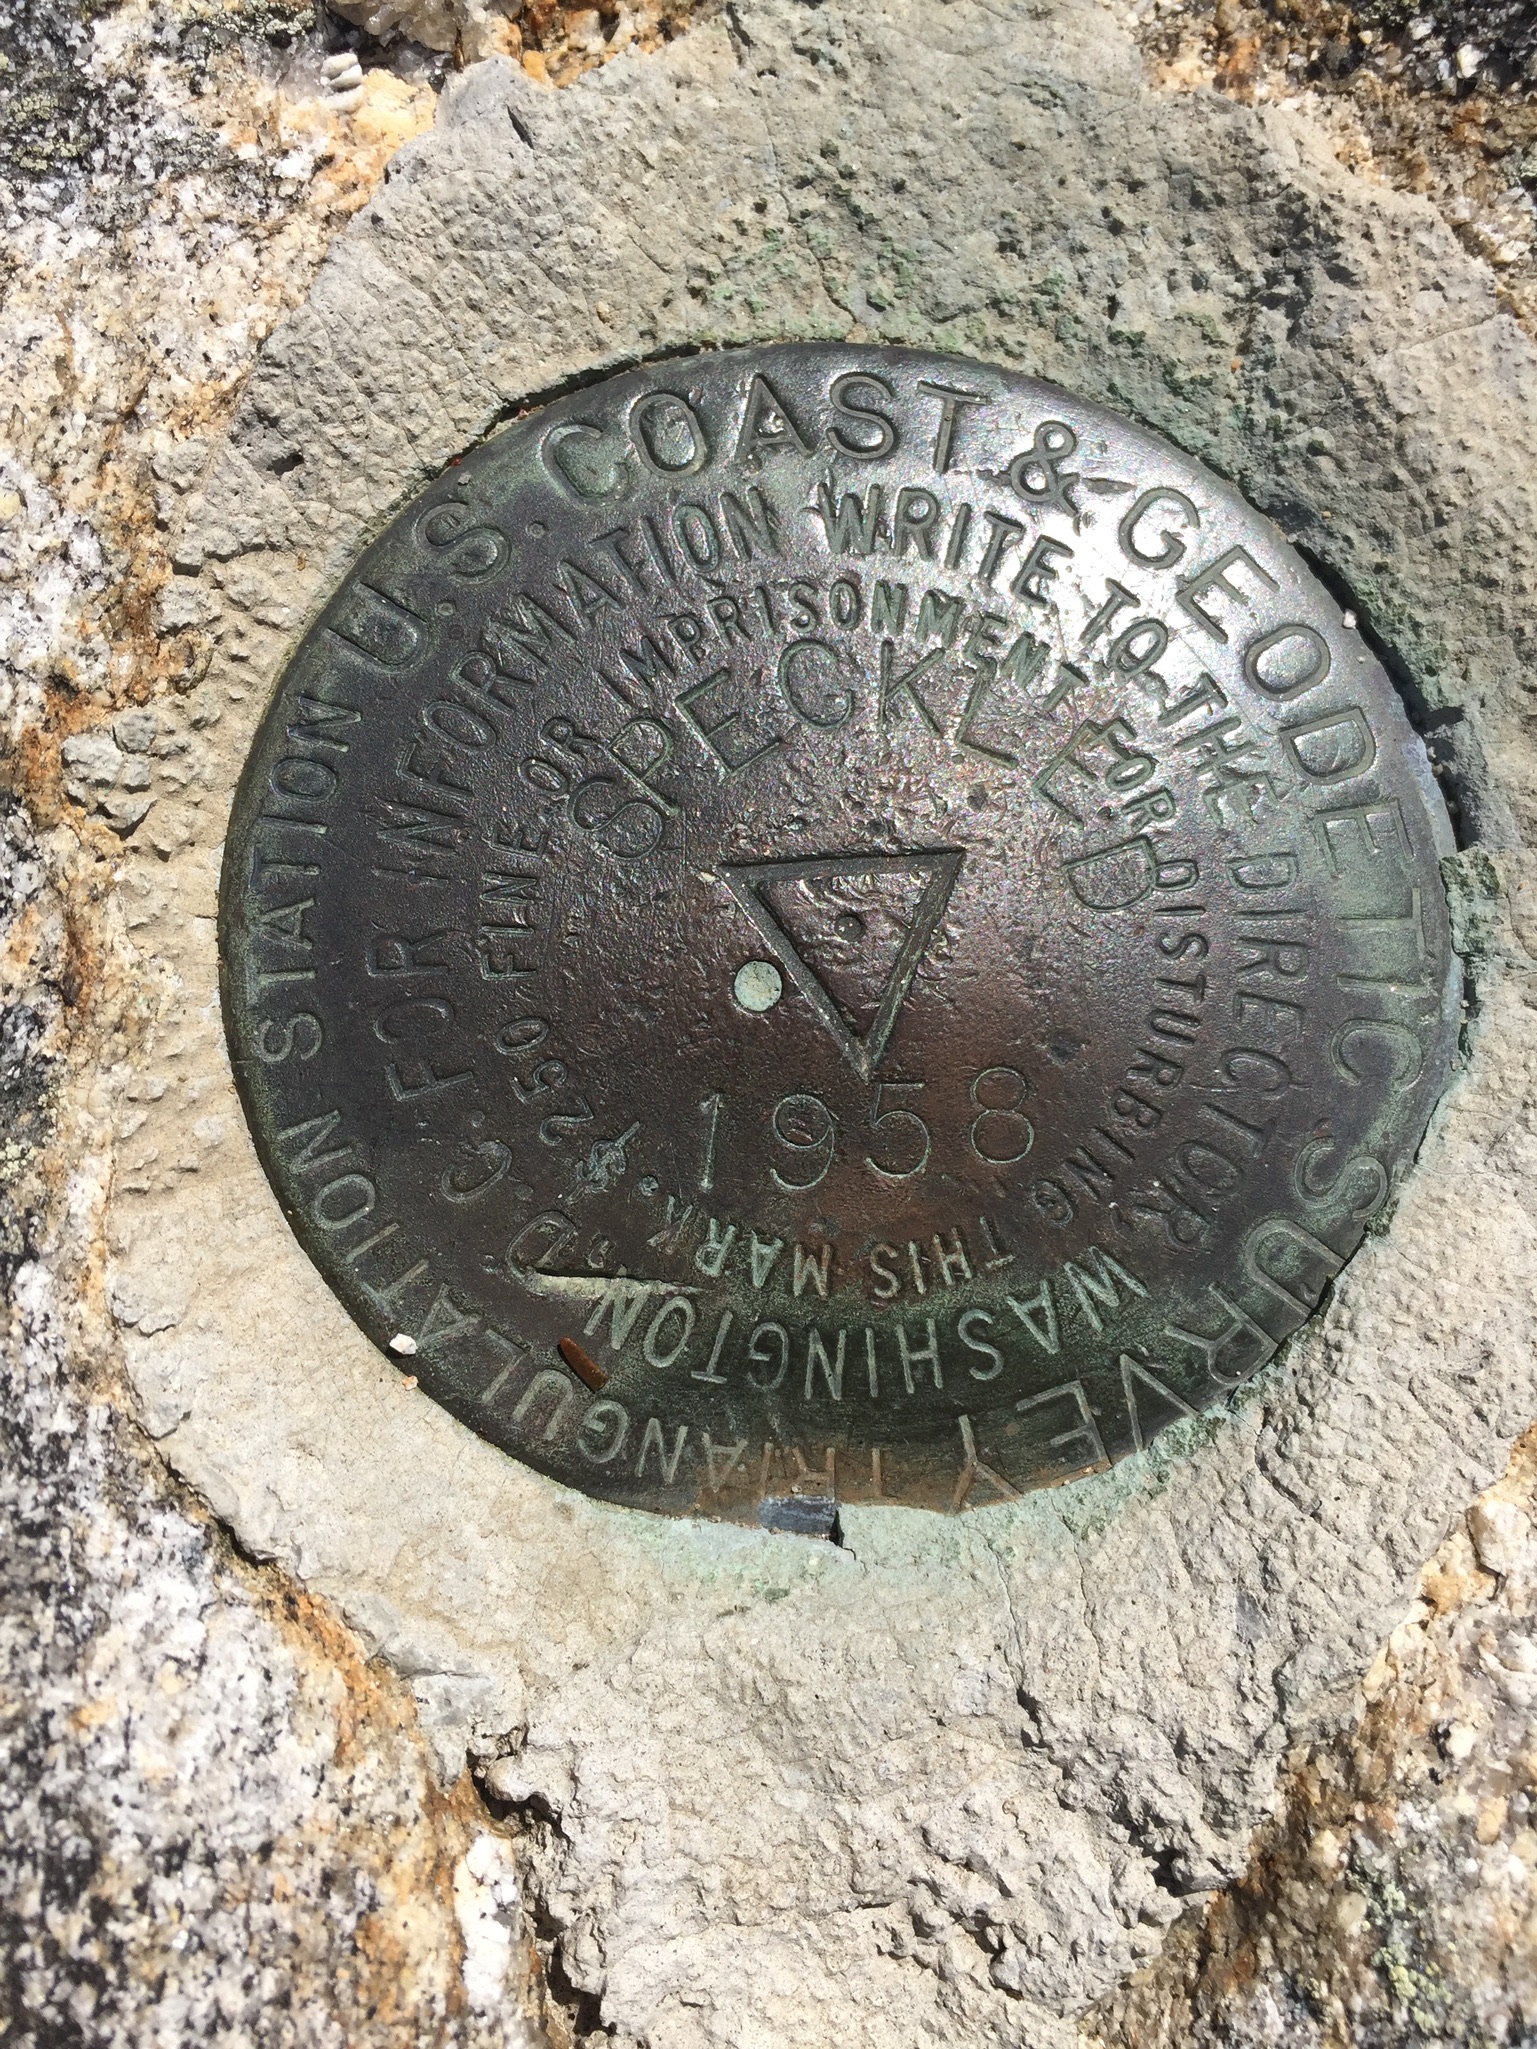 U.S. COAST & GEODETIC SURVEY
TRIANGULATION STATION
FOR INFORMATION WRITE TO THE DIRECTOR, WASHINGTON, D.C.
$250 FINE OR IMPRISONMENT FOR DISTURBING THIS MARK.
SPECKLED
1958